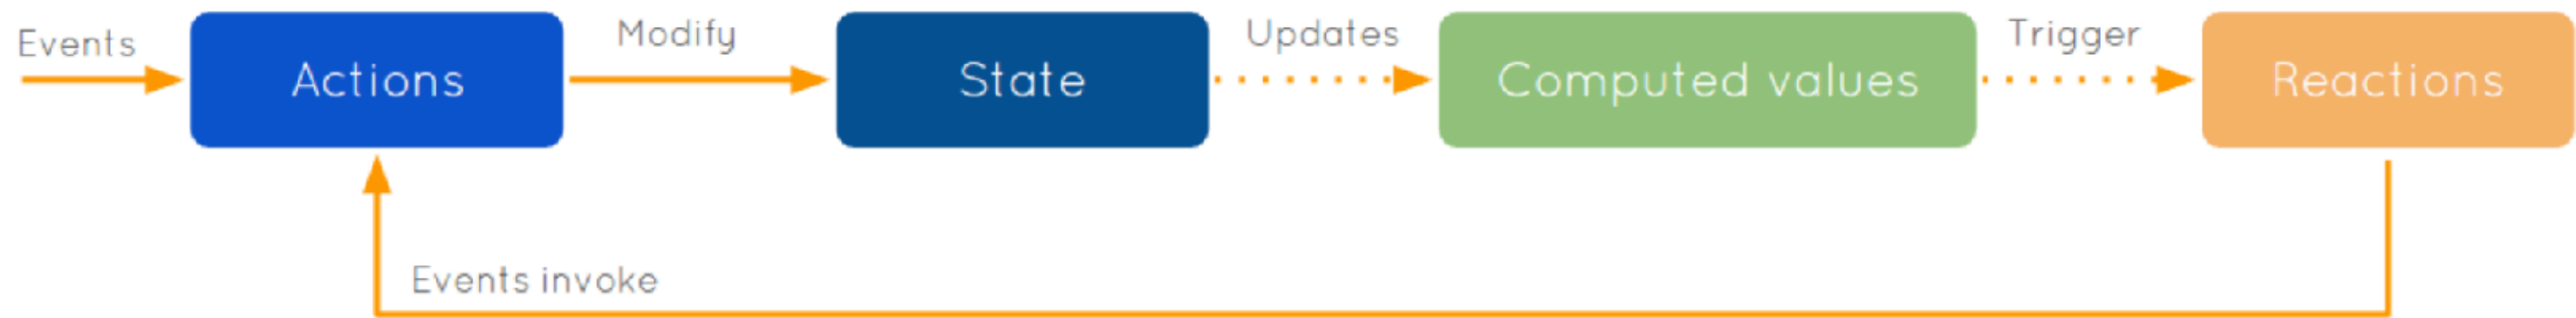 Events
Actions
Modify
State
Updates
Computed values
Trigger
Reactions
Events invoke